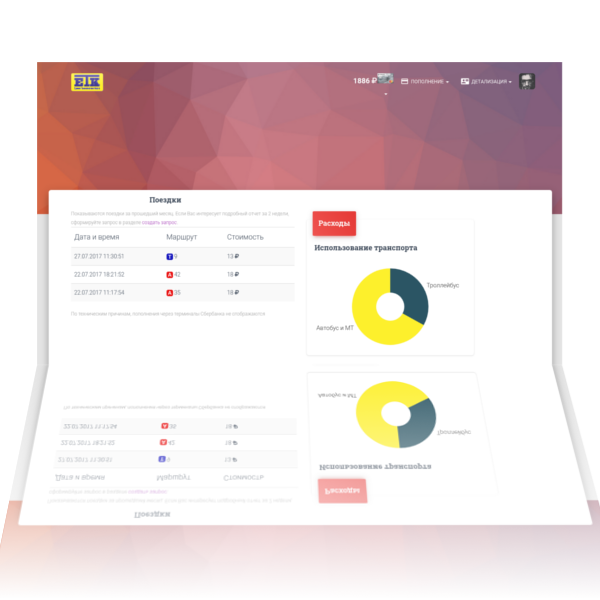 ЕТК
1886 ₽
ПОПОЛНЕНИЕ
ДЕТАЛИЗАЦИЯ
Поездки
Показываются поездки за прошедший месяц. Если Вас интересует подробный отчет за 2 недели,
сформируйте запрос в разделе создать запрос.
Дата и время Маршрут Стоимость
27.07.2017 11:30:51 Т 9 13 ₽
22.07.2017 18:21:52 А 42 18 ₽
22.07.2017 11:17:54 А 35 18 ₽
По техническим причинам, пополнения через терминалы Сбербанка не отображаются
Расходы
Использование транспорта
Троллейбус
Автобус и МТ